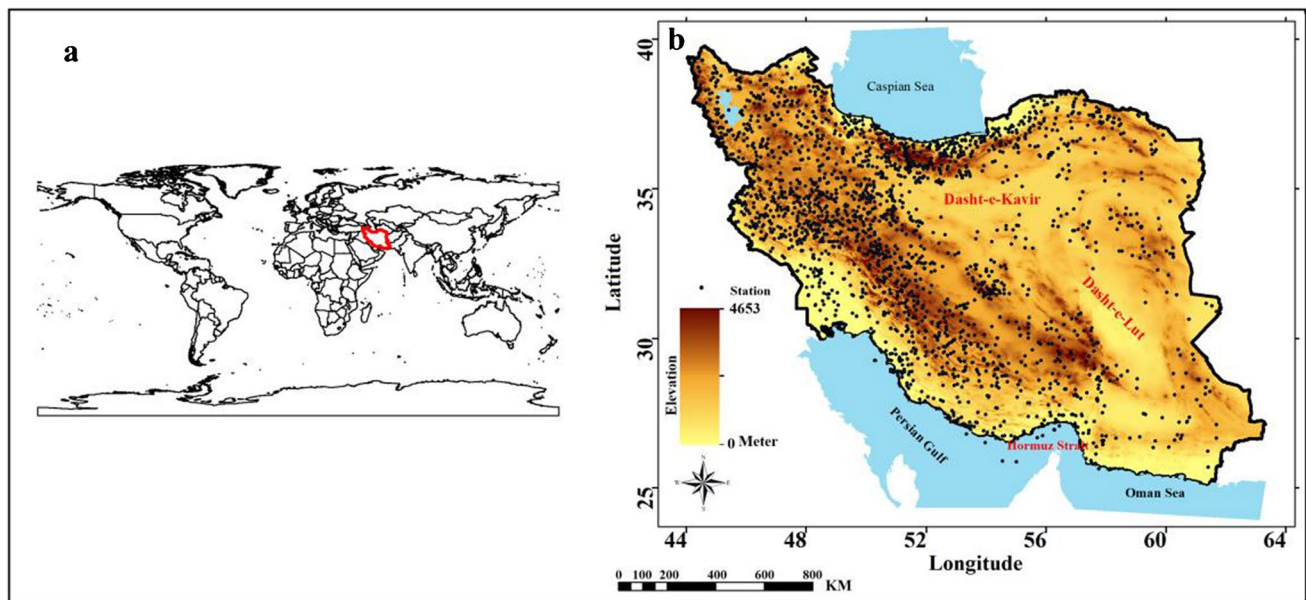 a
b
40
35
30
25
Latitude
Caspian Sea
Dasht-e-Kavir
Dasht-e-Lut
Station
4653
Elevation
0 Meter
N
W
E
S
Persian Gulf
Hormuz Strait
Oman Sea
44
48
52
56
60
64
Longitude
0 100 200 400 600 800 KM